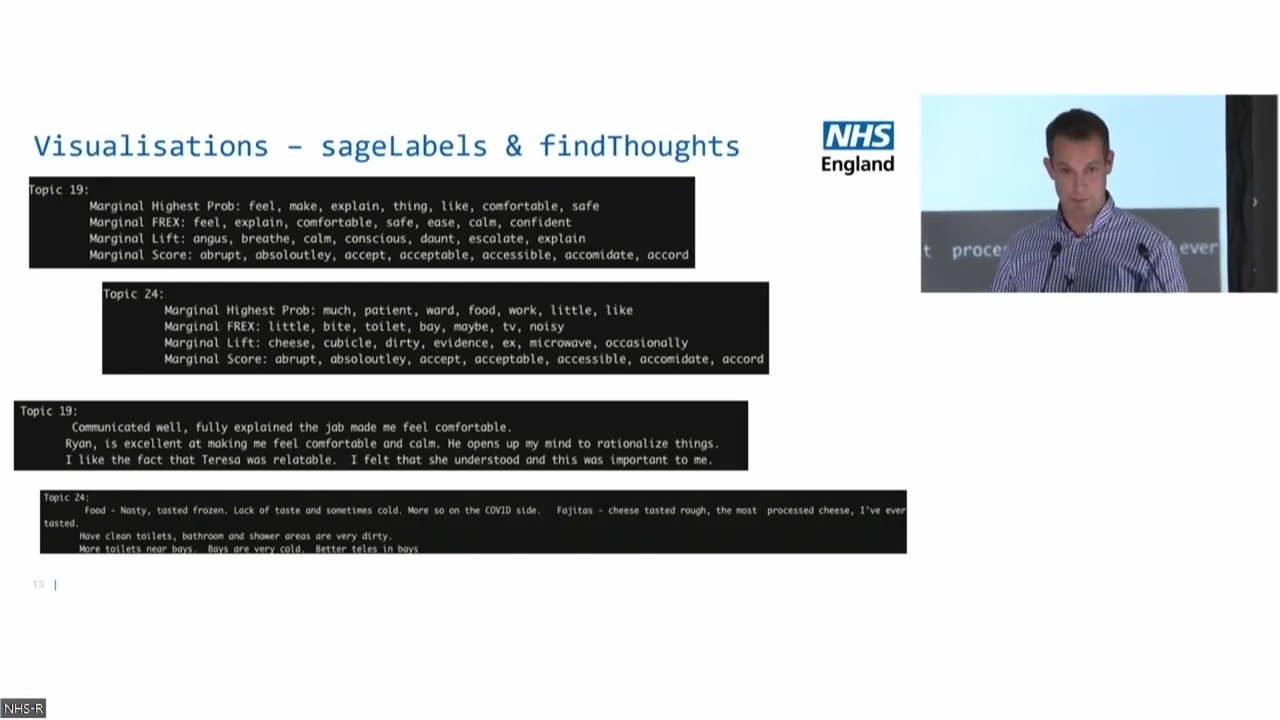 Visualisations – sageLabels & findThoughts
NHS
England
Topic 19:
Marginal Highest Prob: feel, make, explain, thing, like, comfortable, safe
Marginal FREX: feel, explain, comfortable, safe, ease, calm, confident
Marginal Lift: angus, breathe, calm, conscious, daunt, escalate, explain
Marginal Score: abrupt, absoloutley, accept, acceptable, accessible, accomidate, accord
Topic 24:
Marginal Highest Prob: much, patient, ward, food, work, little, like
Marginal FREX: little, bite, toilet, bay, maybe, tv, noisy
Marginal Lift: cheese, cubicle, dirty, evidence, ex, microwave, occasionally
Marginal Score: abrupt, absoloutley, accept, acceptable, accessible, accomidate, accord
Topic 19:
Communicated well, fully explained the jab made me feel comfortable.
Ryan, is excellent at making me feel comfortable and calm. He opens up my mind to rationalize things.
I like the fact that Teresa was relatable. I felt that she understood and this was important to me.
Topic 24:
Food - Nasty, tasted frozen. Lack of taste and sometimes cold. More so on the COVID side. Fajitas - cheese tasted rough, the most processed cheese, I've ever
tasted.
Have clean toilets, bathroom and shower areas are very dirty.
More toilets near bays. Bays are very cold. Better teles in bays
13 |
t proces ever
NHS-R